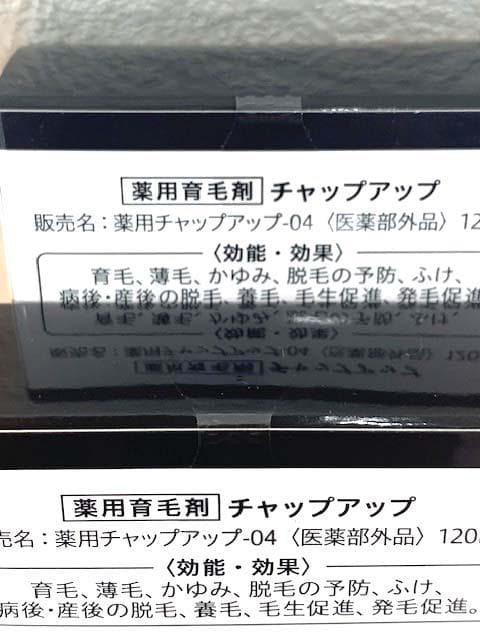 薬用育毛剤 チャップアップ
販売名：薬用チャップアップ-04〈医薬部外品〉12
〈効能・効果〉
育毛、薄毛、かゆみ、脱毛の予防、ふけ、
病後・産後の脱毛、養毛、毛生促進、発毛促進
薬用育毛剤 チャップアップ
売名：薬用チャップアップ-04〈医薬部外品〉120
〈効能・効果〉
育毛、薄毛、かゆみ、脱毛の予防、ふけ、
病後・産後の脱毛、養毛、毛生促進、発毛促進。